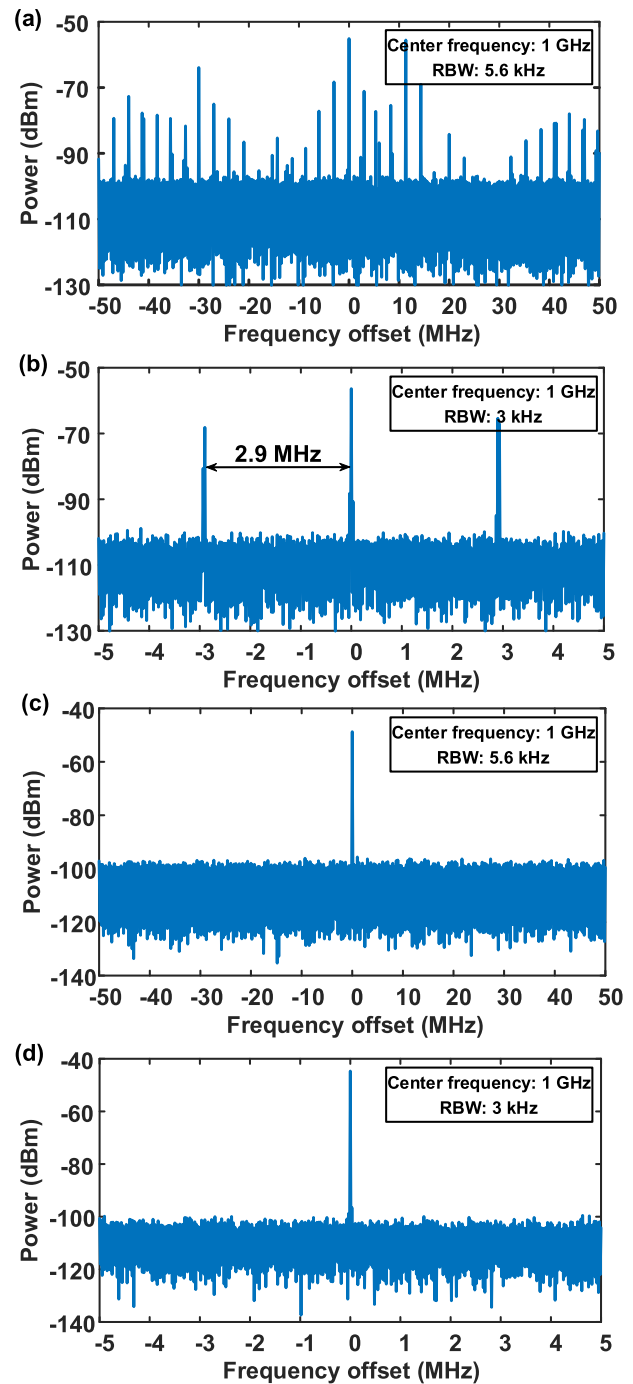 (a)
-50
-70
-90
-110
-130
Power (dBm)
Center frequency: 1 GHz
RBW: 5.6 kHz
-50 -40 -30 -20 -10 0 10 20 30 40 50
Frequency offset (MHz)
(b)
-50
-70
-90
-110
-130
Power (dBm)
Center frequency: 1 GHz
RBW: 3 kHz
2.9 MHz
-5 -4 -3 -2 -1 0 1 2 3 4 5
Frequency offset (MHz)
(c)
-40
-60
-80
-100
-120
-140
Power (dBm)
Center frequency: 1 GHz
RBW: 5.6 kHz
-50 -40 -30 -20 -10 0 10 20 30 40 50
Frequency offset (MHz)
(d)
-40
-60
-80
-100
-120
-140
Power (dBm)
Center frequency: 1 GHz
RBW: 3 kHz
-5 -4 -3 -2 -1 0 1 2 3 4 5
Frequency offset (MHz)